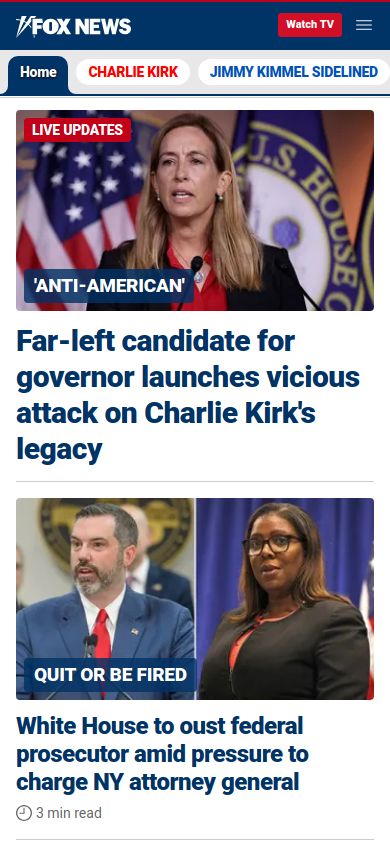 FOX NEWS
Watch TV
Home
CHARLIE KIRK
JIMMY KIMMEL SIDELINED
LIVE UPDATES
U.S. HOUSE OF
'ANTI-AMERICAN'
Far-left candidate for
governor launches vicious
attack on Charlie Kirk's
legacy
QUIT OR BE FIRED
White House to oust federal
prosecutor amid pressure to
charge NY attorney general
3 min read